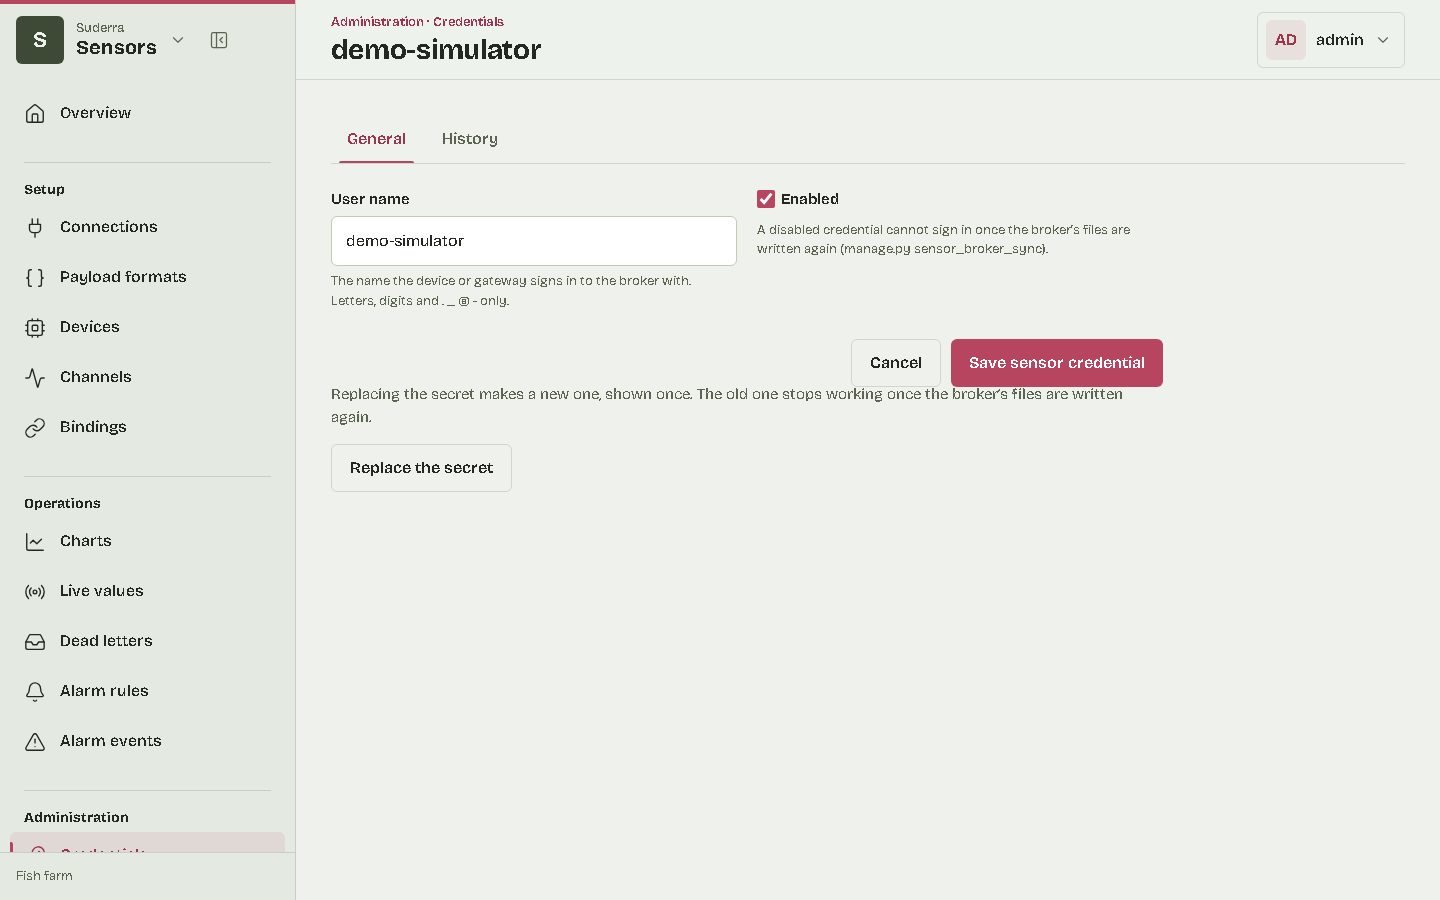 S
Suderra
Sensors
Overview
Setup
Connections
Payload formats
Devices
Channels
Bindings
Operations
Charts
Live values
Dead letters
Alarm rules
Alarm events
Administration
Fish farm
Administration · Credentials
demo-simulator
AD
admin
General
History
User name
demo-simulator
The name the device or gateway signs in to the broker with.
Letters, digits and . _ @ - only.
Enabled
A disabled credential cannot sign in once the broker's files are
written again (manage.py sensor_broker_sync).
Cancel
Save sensor credential
Replacing the secret makes a new one, shown once. The old one stops working once the broker's files are written
again.
Replace the secret